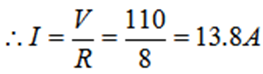 ∴ I = V/R = 110/8 = 13.8A